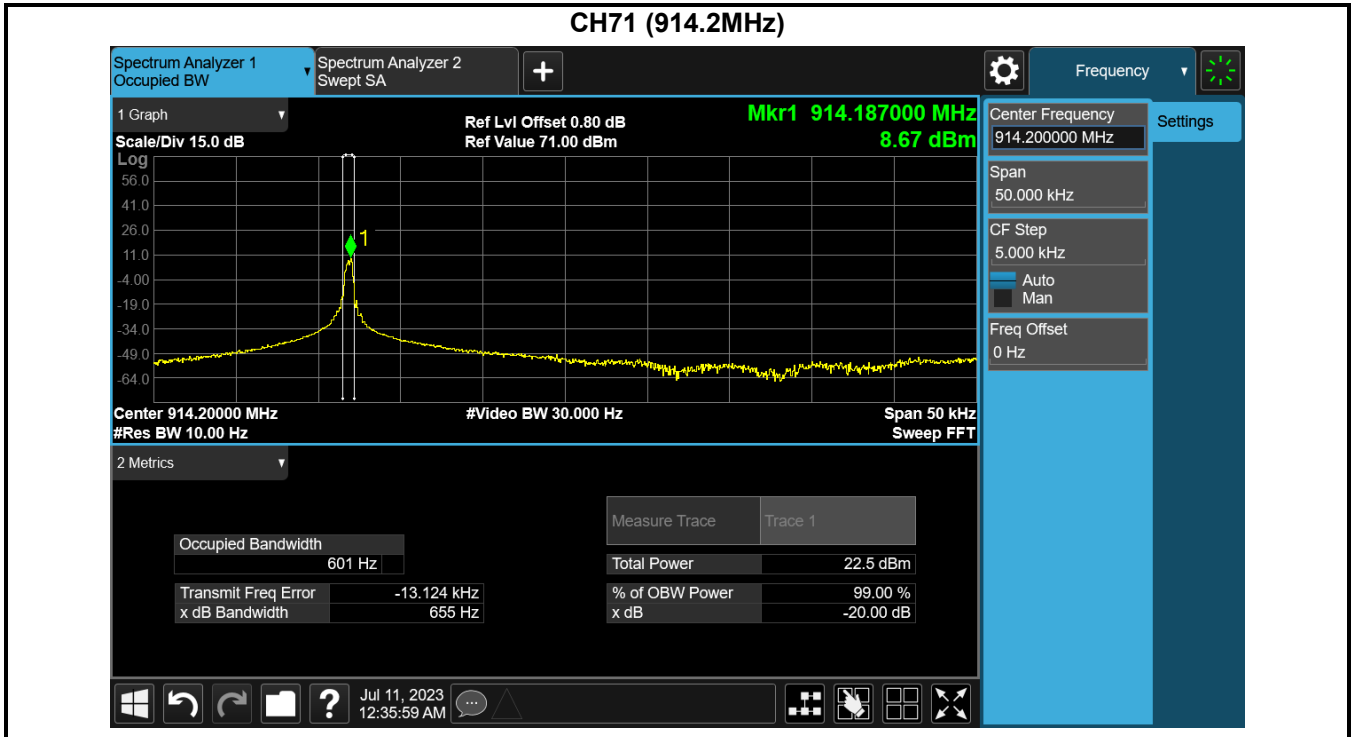 CH71 (914.2MHz)
Spectrum Analyzer 1
Occupied BW
Spectrum Analyzer 2
Swept SA
Frequency
1 Graph
Scale/Div 15.0 dB
Ref Lvl Offset 0.80 dB
Ref Value 71.00 dBm
Mkr1 914.187000 MHz
8.67 dBm
Log
56.0
41.0
26.0
11.0
-4.00
-19.0
-34.0
-49.0
-64.0
1
Center 914.20000 MHz
#Res BW 10.00 Hz
#Video BW 30.000 Hz
Span 50 kHz
Sweep FFT
Center Frequency
914.200000 MHz
Settings
Span
50.000 kHz
CF Step
5.000 kHz
Auto
Man
Freq Offset
0 Hz
2 Metrics
Measure Trace Trace 1
Occupied Bandwidth
601 Hz
Total Power 22.5 dBm
Transmit Freq Error -13.124 kHz
% of OBW Power 99.00 %
x dB Bandwidth 655 Hz
x dB -20.00 dB
?
Jul 11, 2023
12:35:59 AM